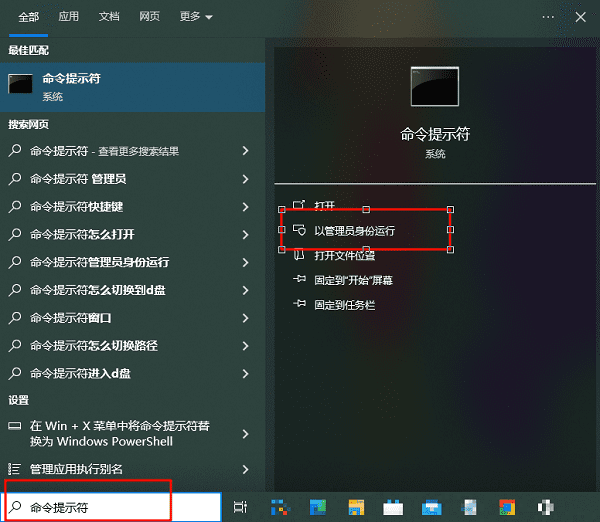 全部 应用 文档 网页 更多
最佳匹配
命令提示符
系统
搜索网页
命令提示符 - 查看更多搜索结果
命令提示符 管理员
命令提示符快捷键
命令提示符怎么打开
命令提示符管理员身份运行
命令提示符怎么切换到d盘
命令提示符窗口
命令提示符怎么切换路径
命令提示符进入d盘
设置
在 Win + X 菜单中将命令提示符替
换为 Windows PowerShell
管理应用执行别名
命令提示符
命令提示符
系统
打开
以管理员身份运行
打开文件位置
固定到"开始"屏幕
固定到任务栏